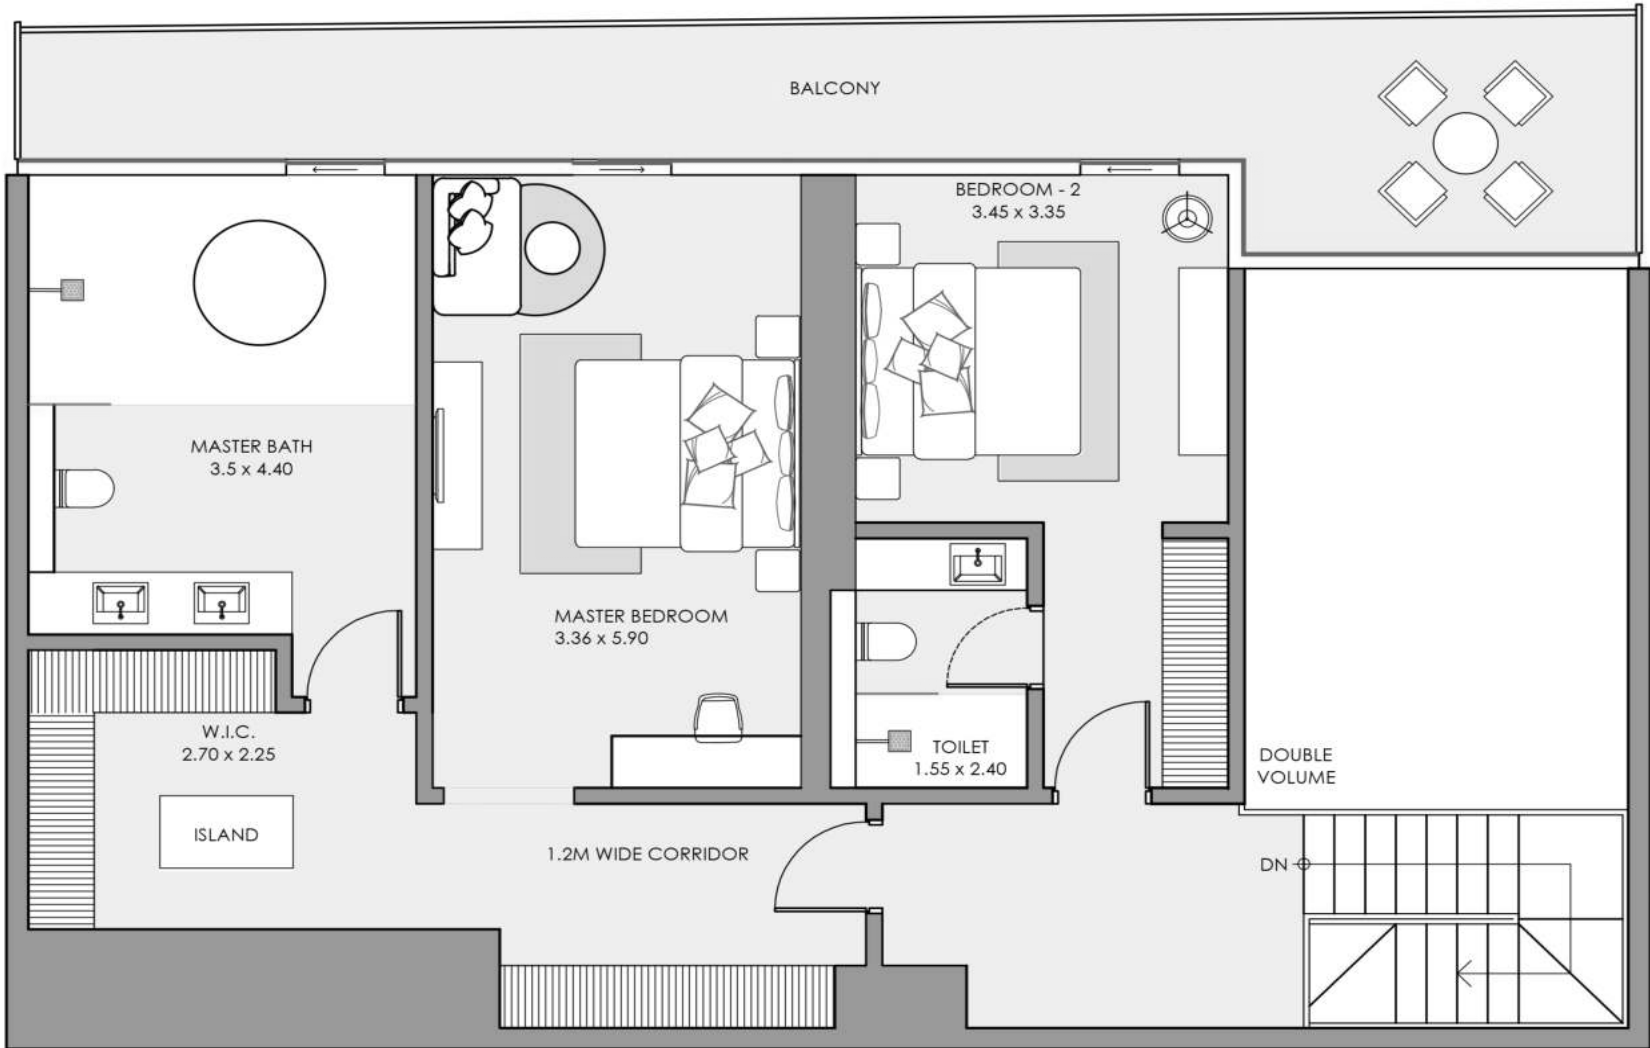 BALCONY
BEDROOM - 2
3.45 x 3.35
MASTER BATH
3.5 x 4.40
MASTER BEDROOM
3.36 x 5.90
W.I.C.
2.70 x 2.25
TOILET
1.55 x 2.40
DOUBLE
VOLUME
ISLAND
1.2M WIDE CORRIDOR
DN